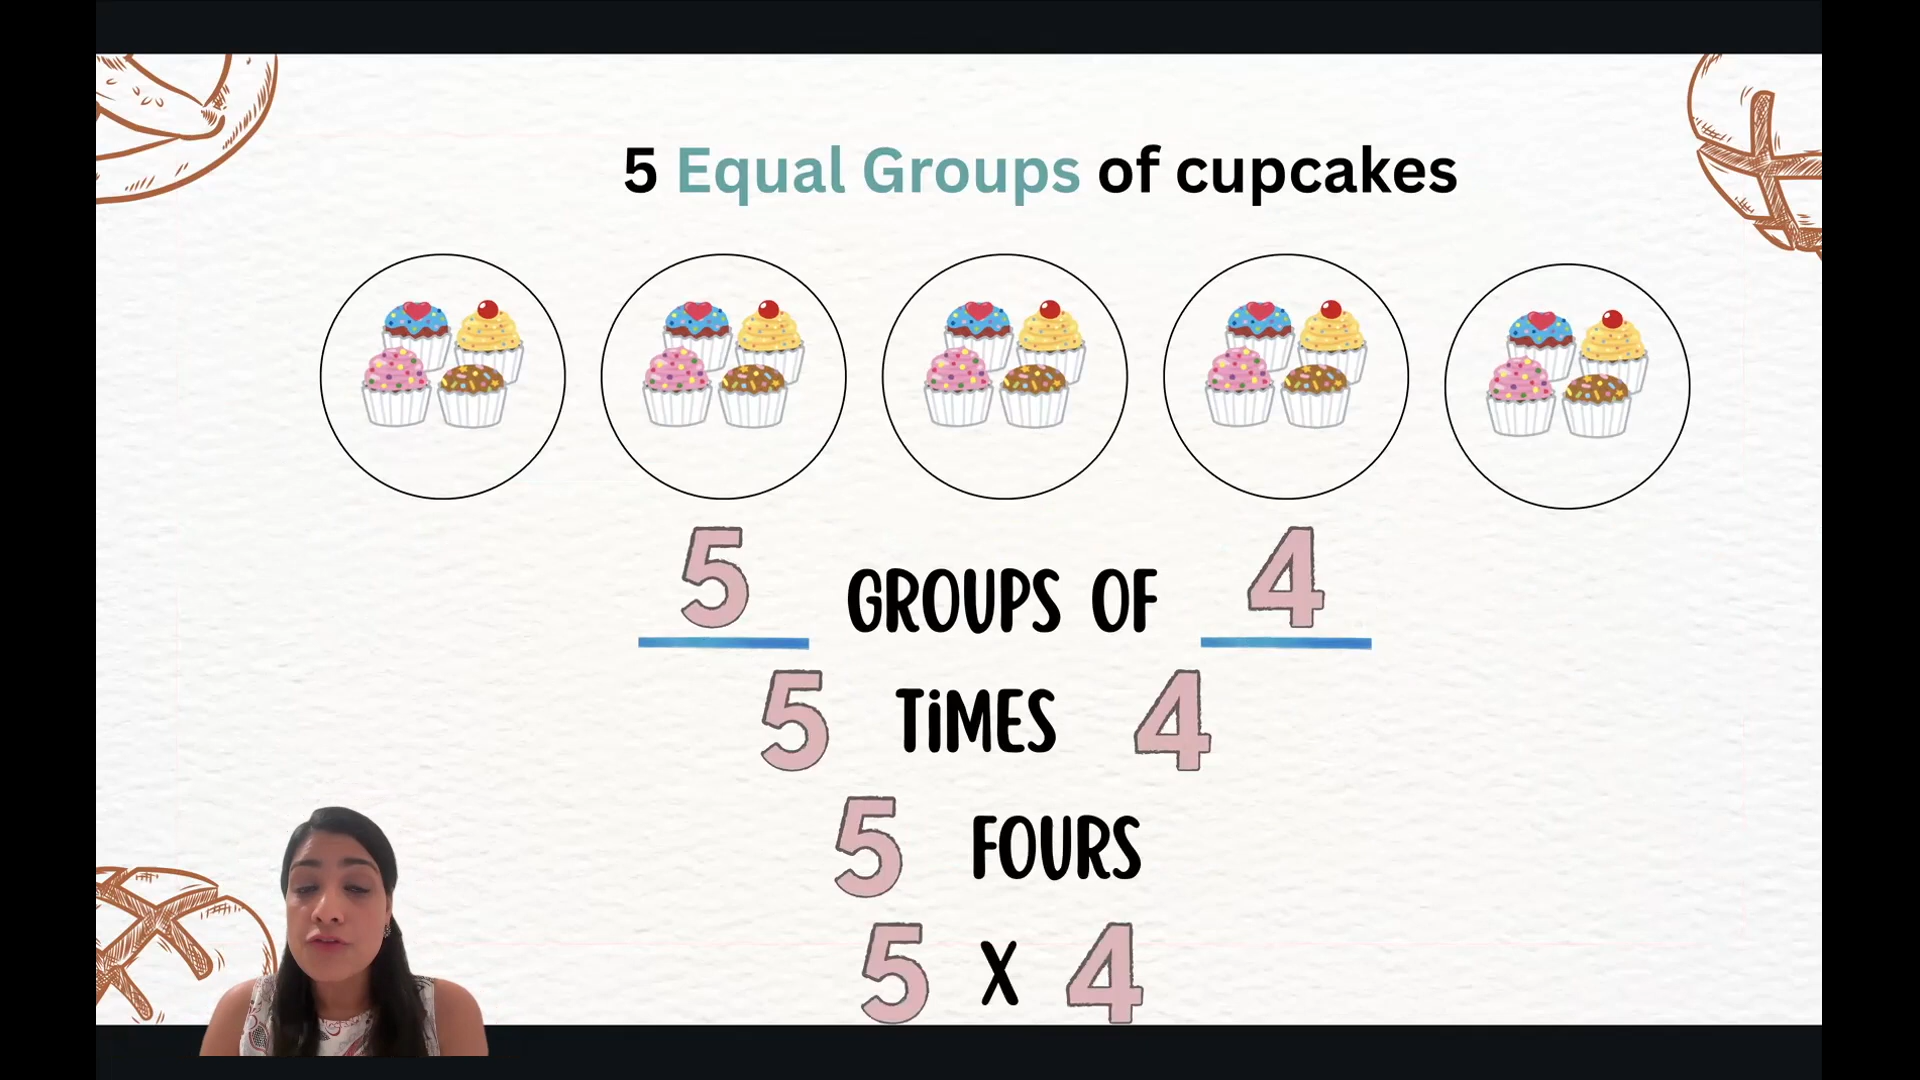 5 Equal Groups of cupcakes
5 GROUPS OF 4
5 TiMES 4
5 FOURS
5 X 4